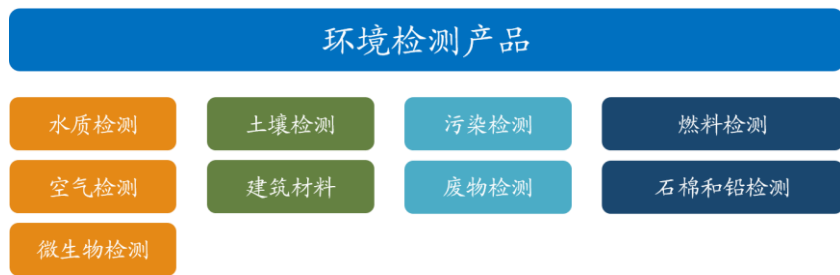 环境检测产品
水质检测
土壤检测
污染检测
燃料检测
空气检测
建筑材料
废物检测
石棉和铅检测
微生物检测